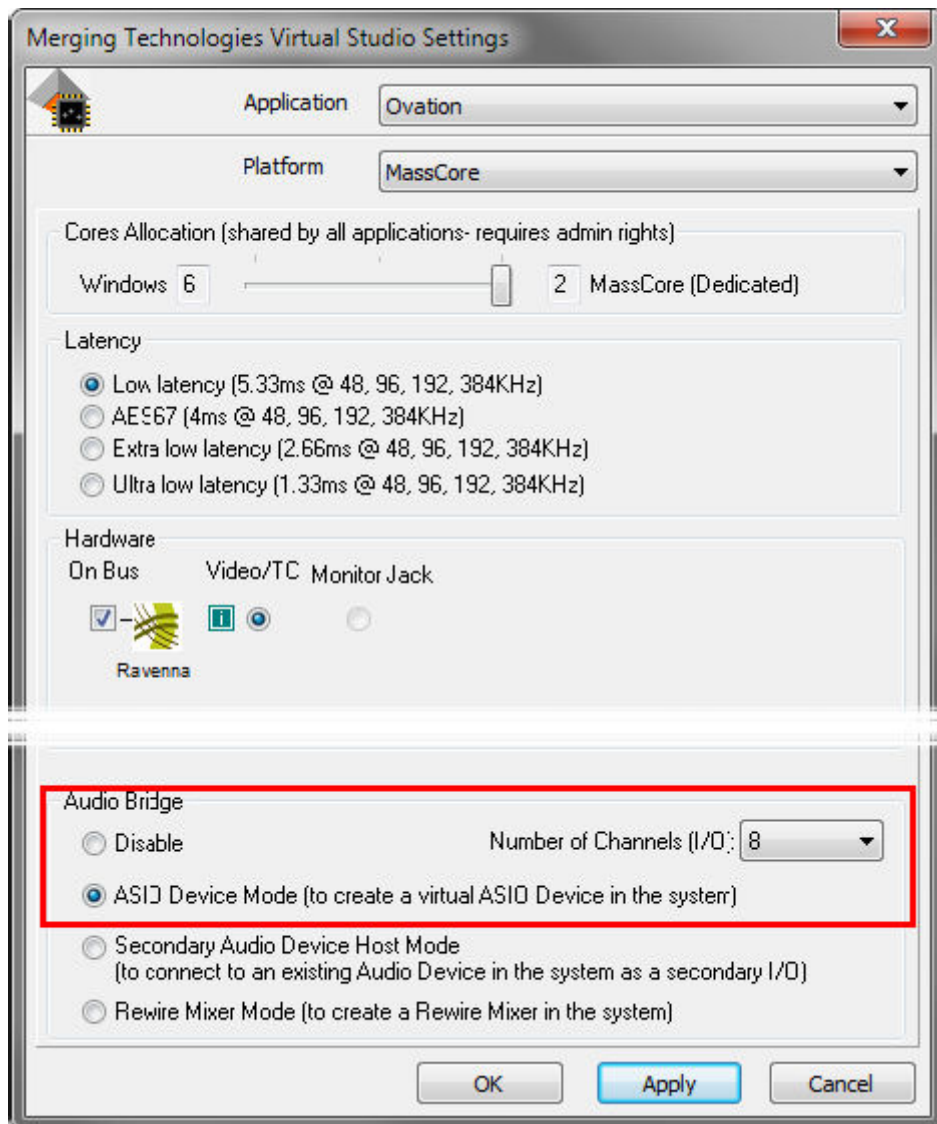 Merging Technologies Virtual Studio Settings
Application Ovation
Platform MassCore
Cores Allocation (shared by all applications- requires admin rights)
Windows 6 2 MassCore (Dedicated)
Latency
Low latency (5.33ms @ 48, 96, 192, 384KHz)
AES67 (4ms @ 48, 96, 192, 384KHz)
Extra low latency (2.66ms @ 48, 96, 192, 384KHz)
Ultra low latency (1.33ms @ 48, 96, 192, 384KHz)
Hardware
On Bus Video/TC Monitor Jack
i
Ravenna
Audio Bridge
Disable Number of Channels (I/O): 8
ASIO Device Mode (to create a virtual ASIO Device in the system)
Secondary Audio Device Host Mode
(to connect to an existing Audio Device in the system as a secondary I/O)
Rewire Mixer Mode (to create a Rewire Mixer in the system)
OK Apply Cancel